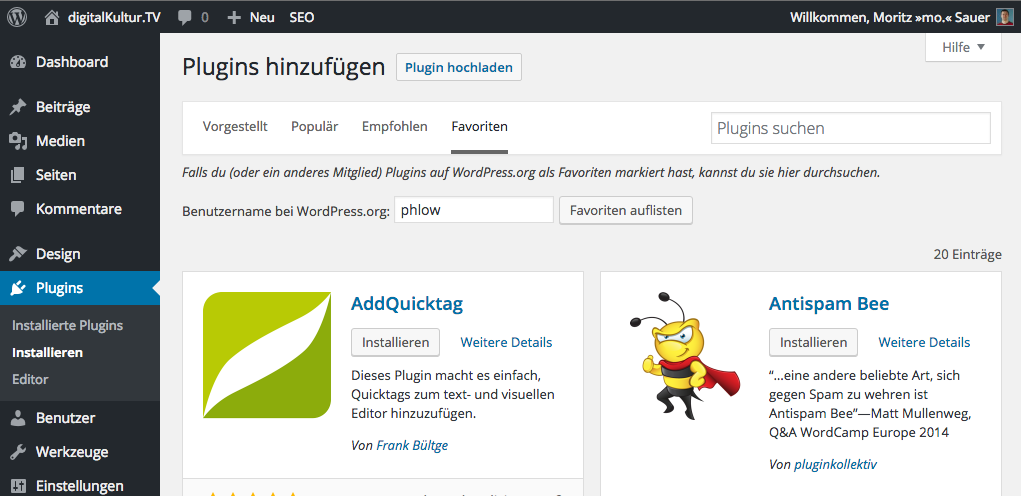 digitalKultur.TV 0 Neu SEO Willkommen, Moritz »mo.« Sauer
Dashboard
Beiträge
Medien
Seiten
Kommentare
Design
Plugins
Installierte Plugins
Installieren
Editor
Benutzer
Werkzeuge
Einstellungen
Hilfe
Plugins hinzufügen Plugin hochladen
Vorgestellt Populär Empfohlen Favoriten Plugins suchen
Falls du (oder ein anderes Mitglied) Plugins auf WordPress.org als Favoriten markiert hast, kannst du sie hier durchsuchen.
Benutzername bei WordPress.org: phlow Favoriten auflisten
20 Einträge
AddQuicktag
Installieren Weitere Details
Dieses Plugin macht es einfach,
Quicktags zum text- und visuellen
Editor hinzuzufügen.
Von Frank Bültge
Antispam Bee
Installieren Weitere Details
“…eine andere beliebte Art, sich
gegen Spam zu wehren ist
Antispam Bee”—Matt Mullenweg,
Q&A WordCamp Europe 2014
Von pluginkollektiv